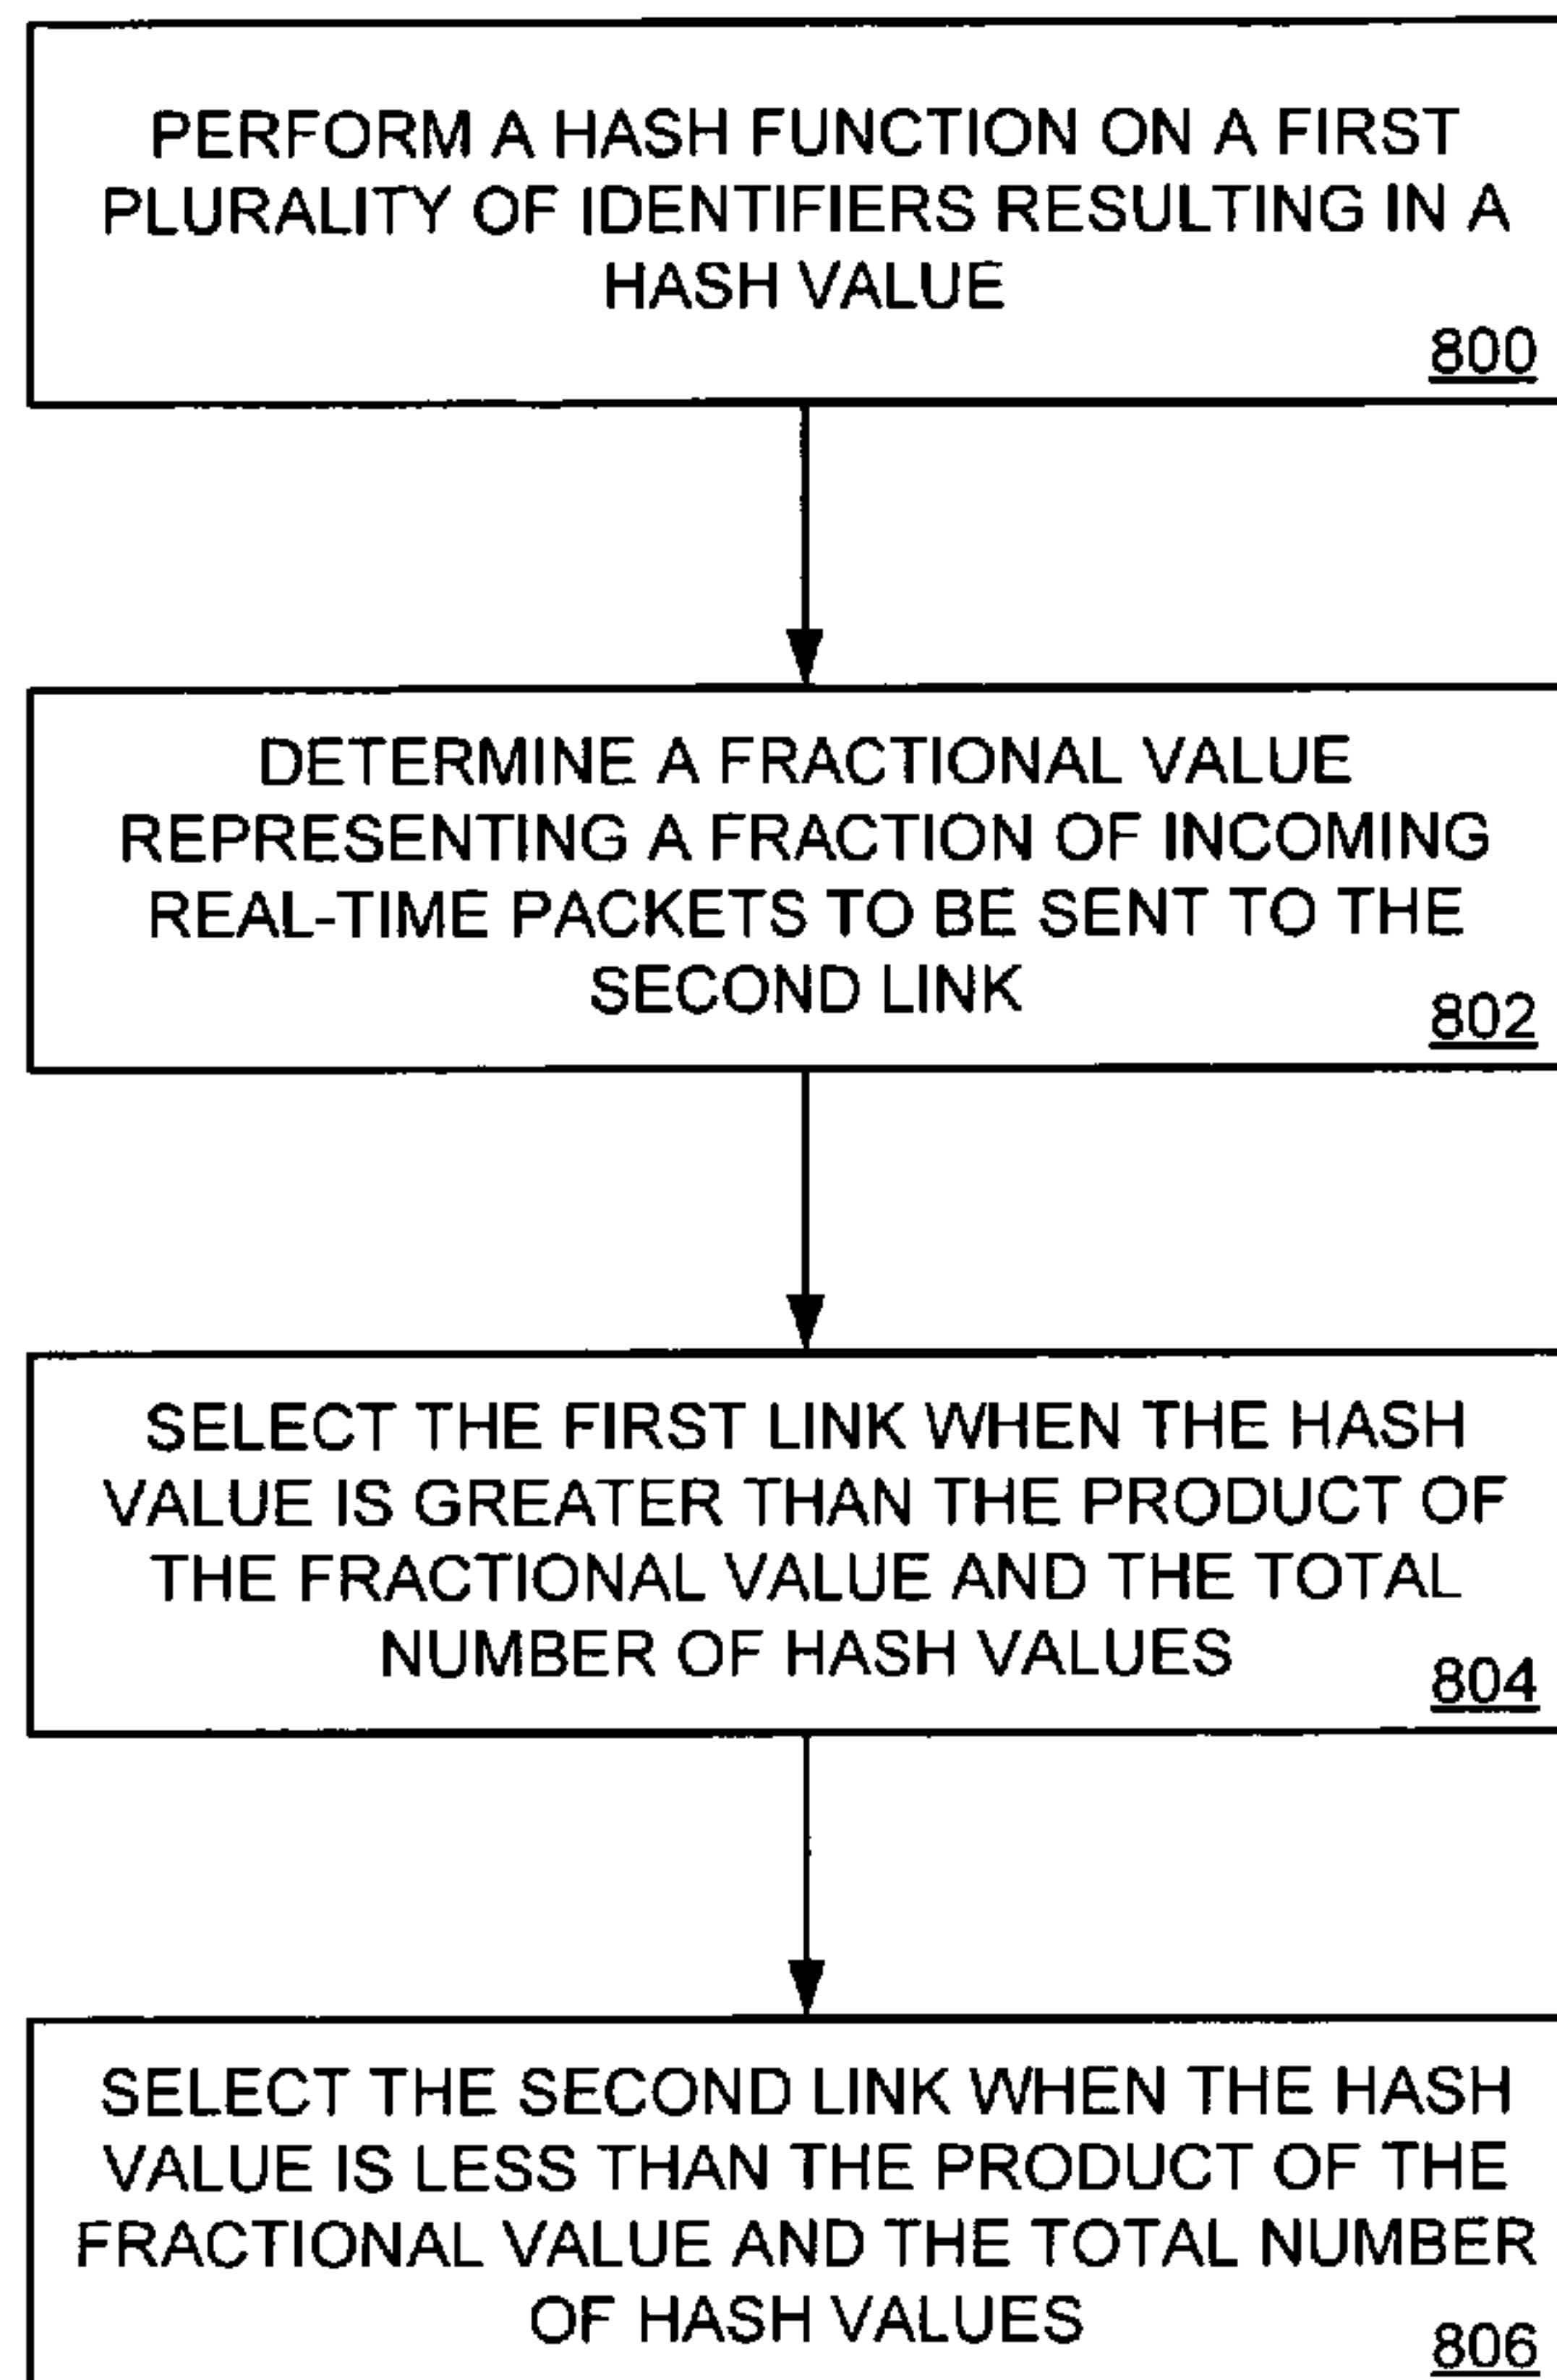 PERFORM A HASH FUNCTION ON A FIRST
PLURALITY OF IDENTIFIERS RESULTING IN A
HASH VALUE
800
DETERMINE A FRACTIONAL VALUE
REPRESENTING A FRACTION OF INCOMING
REAL-TIME PACKETS TO BE SENT TO THE
SECOND LINK
802
SELECT THE FIRST LINK WHEN THE HASH
VALUE IS GREATER THAN THE PRODUCT OF
THE FRACTIONAL VALUE AND THE TOTAL
NUMBER OF HASH VALUES
804
SELECT THE SECOND LINK WHEN THE HASH
VALUE IS LESS THAN THE PRODUCT OF THE
FRACTIONAL VALUE AND THE TOTAL NUMBER
OF HASH VALUES
806